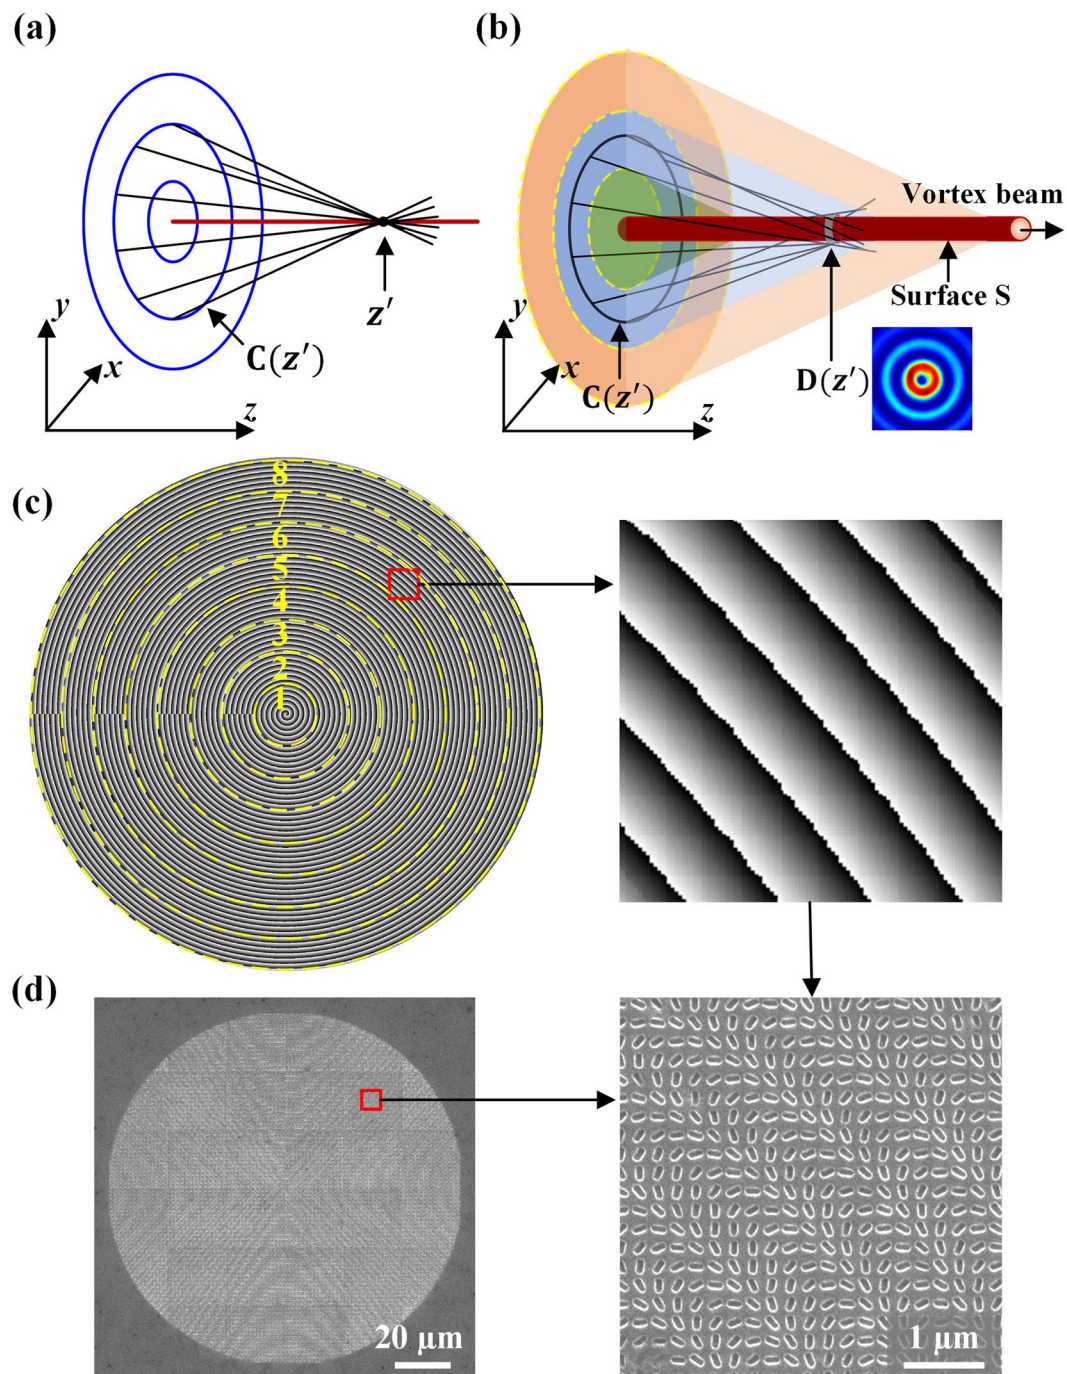 (a)
z′
C(z′)
y
x
z
(b)
Vortex beam
Surface S
D(z′)
C(z′)
y
x
z
(c)
8
7
6
5
4
3
2
1
(d)
20 μm
1 μm